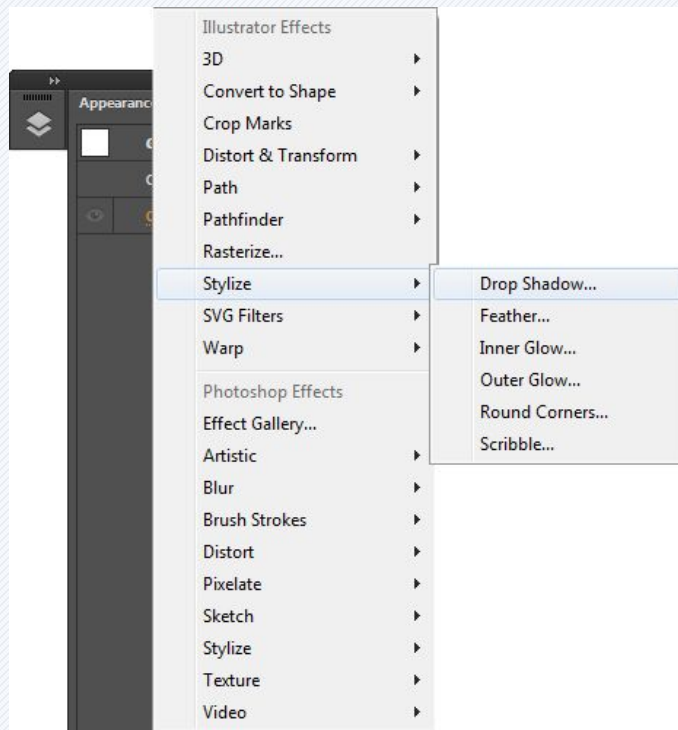 Appearanc
Illustrator Effects
3D
Convert to Shape
Crop Marks
Distort & Transform
Path
Pathfinder
Rasterize...
Stylize
SVG Filters
Warp
Photoshop Effects
Effect Gallery...
Artistic
Blur
Brush Strokes
Distort
Pixelate
Sketch
Stylize
Texture
Video
Drop Shadow...
Feather...
Inner Glow...
Outer Glow...
Round Corners...
Scribble...